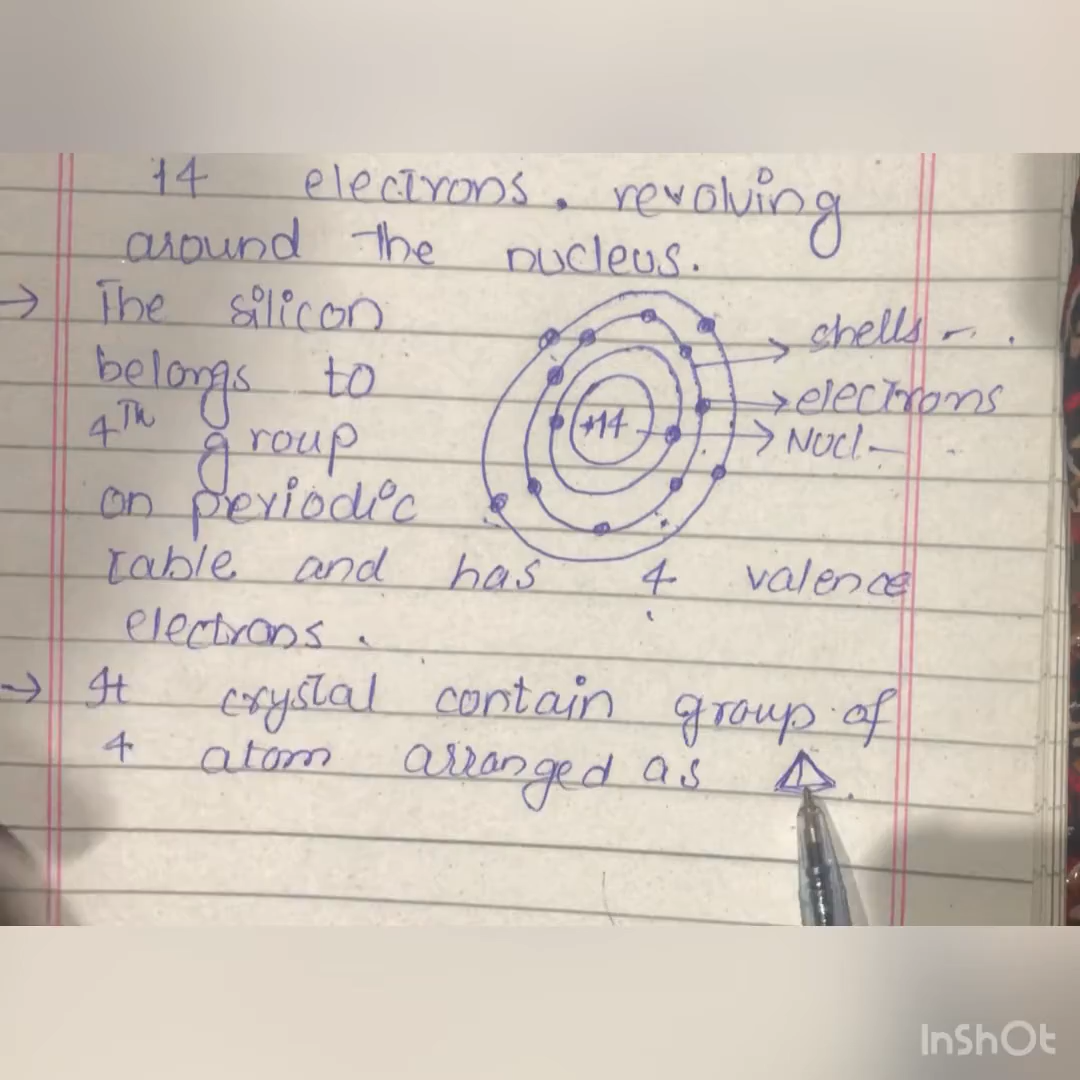 14 electrons. revolving
around the nucleus.
→ The silicon
belongs to
4Th group
on periodic
table and has 4 valence
electrons.
shells
electrons
Nucl-
+14
→ It crystal contain group of
4 atom arranged as
InShOt